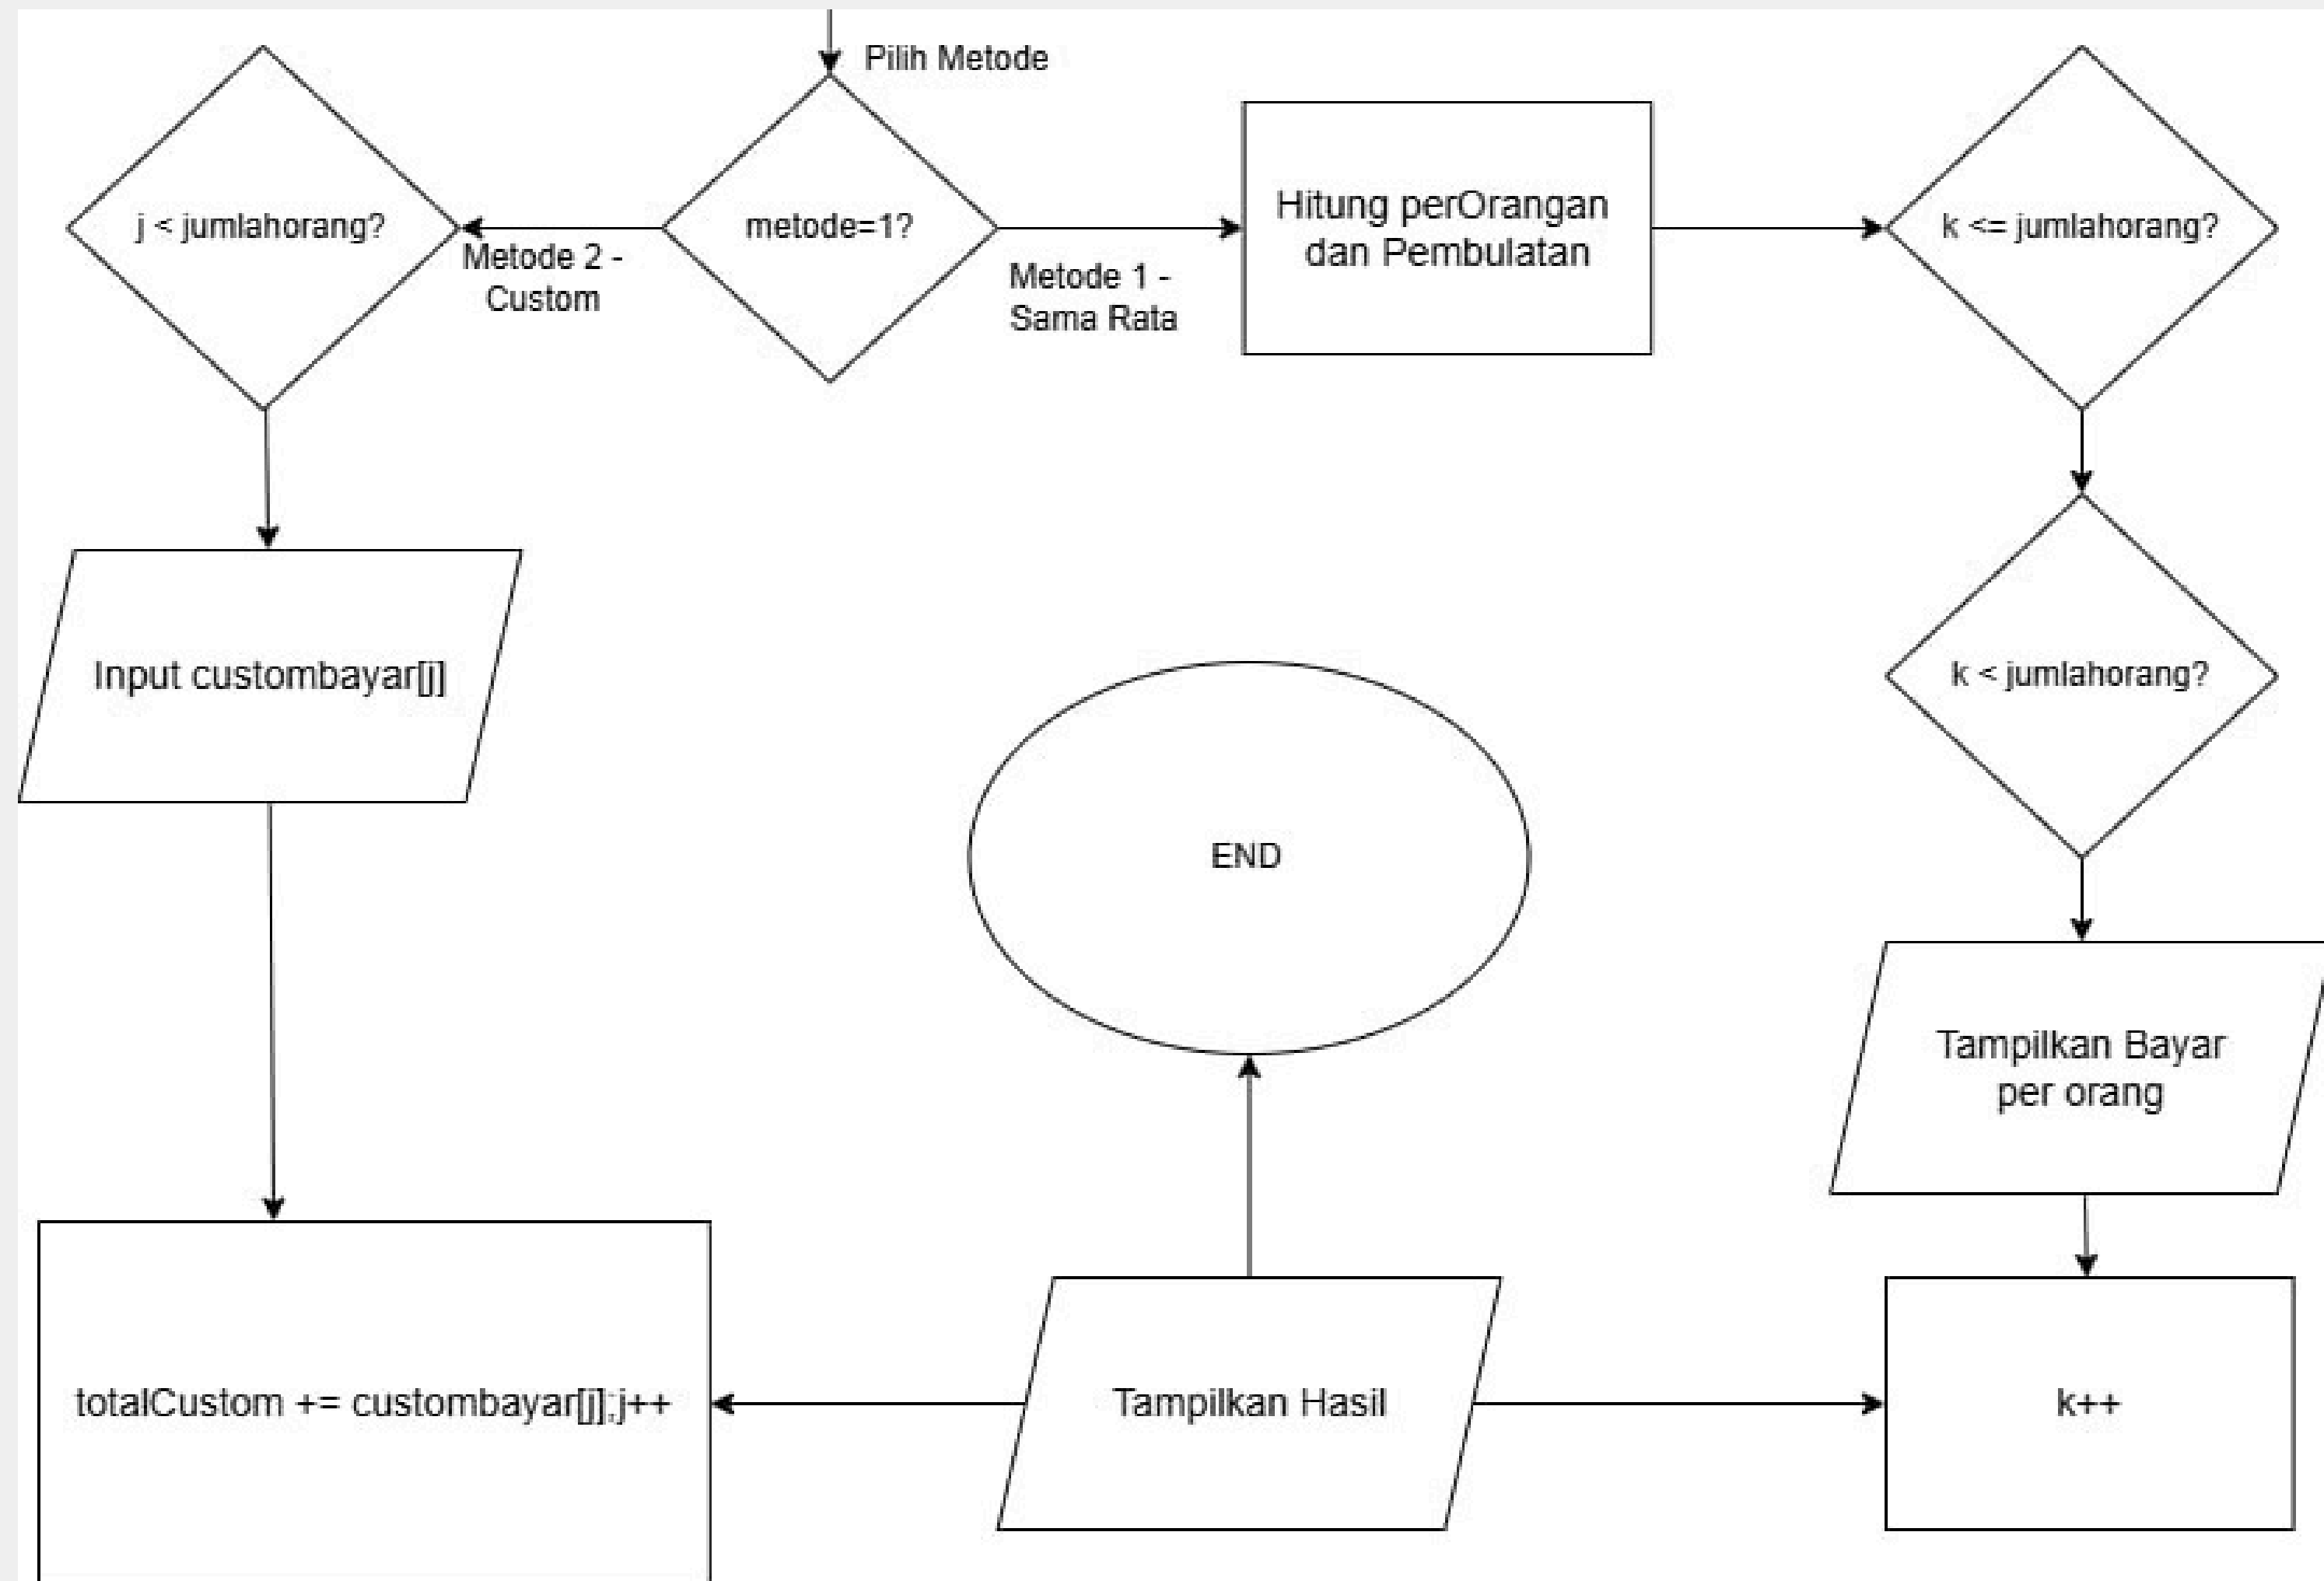 Pilih Metode
j < jumlahorang?
metode=1?
Hitung perOrangan
dan Pembulatan
k <= jumlahorang?
Metode 2 -
Custom
Metode 1 -
Sama Rata
Input custombayar[j]
k < jumlahorang?
END
Tampilkan Bayar
per orang
totalCustom += custombayar[j];j++
Tampilkan Hasil
k++